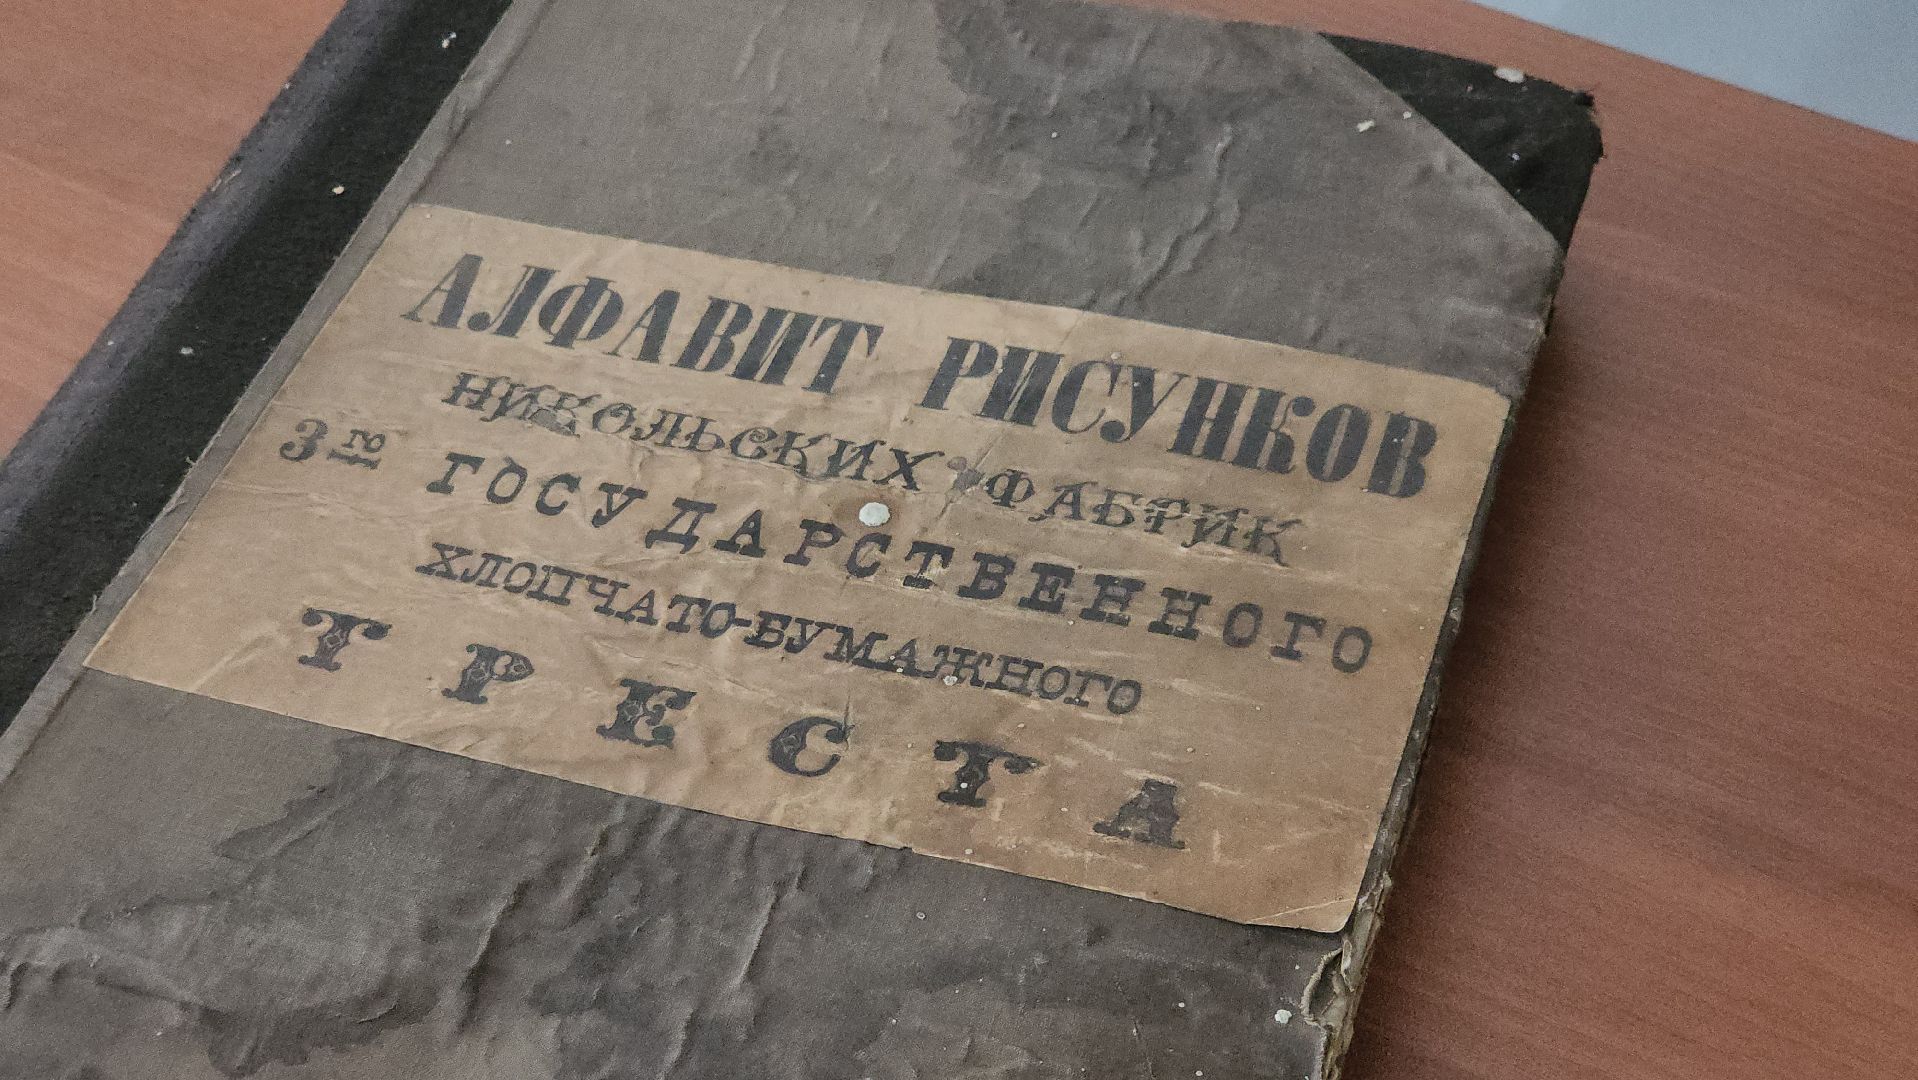 АЛФАВИТ РИСУНКОВ
НИКОЛЬСКИХ ФАБРИК
3го ГОСУДАРСТВЕННОГО
ХЛОПЧАТО-БУМАЖНОГО
ТРЕСТА